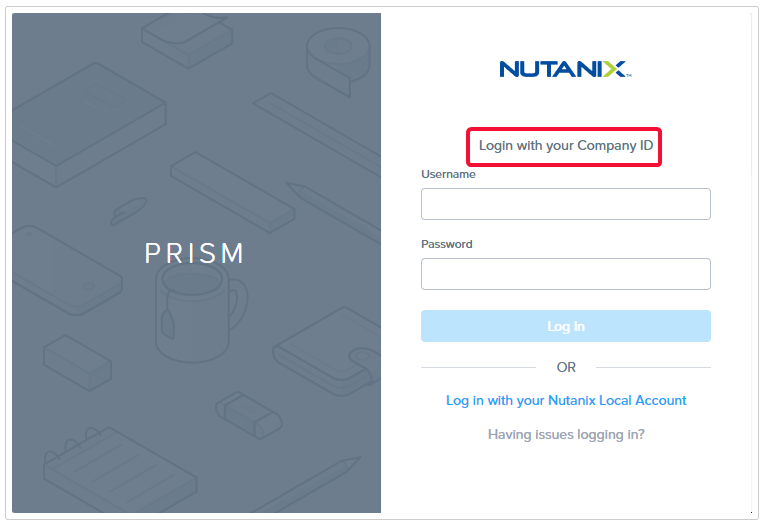 PRISM
NUTANIX™
Login with your Company ID
Username
Password
Log In
OR
Log in with your Nutanix Local Account
Having issues logging in?